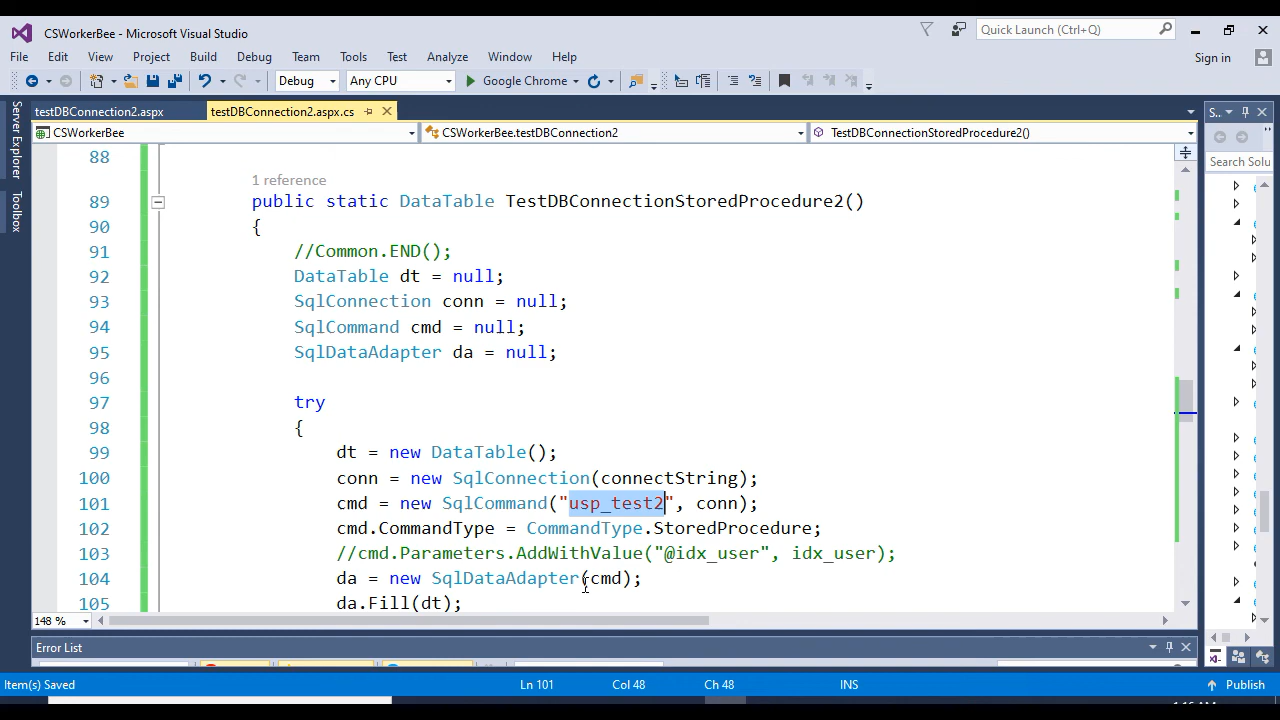 CSWorkerBee - Microsoft Visual Studio
Quick Launch (Ctrl+Q)
File Edit View Project Build Debug Team Tools Test Analyze Window Help
Sign in
Debug Any CPU Google Chrome
testDBConnection2.aspx testDBConnection2.aspx.cs S..
CSWorkerBee CSWorkerBee.testDBConnection2 TestDBConnectionStoredProcedure2()
Server Explorer
Toolbox
Search Solu
88
1 reference
89 public static DataTable TestDBConnectionStoredProcedure2()
90 {
91 //Common.END();
92 DataTable dt = null;
93 SqlConnection conn = null;
94 SqlCommand cmd = null;
95 SqlDataAdapter da = null;
96
97 try
98 {
99 dt = new DataTable();
100 conn = new SqlConnection(connectString);
101 cmd = new SqlCommand("usp_test2", conn);
102 cmd.CommandType = CommandType.StoredProcedure;
103 //cmd.Parameters.AddWithValue("@idx_user", idx_user);
104 da = new SqlDataAdapter(cmd);
105 da.Fill(dt);
148 %
Error List
Item(s) Saved Ln 101 Col 48 Ch 48 INS Publish